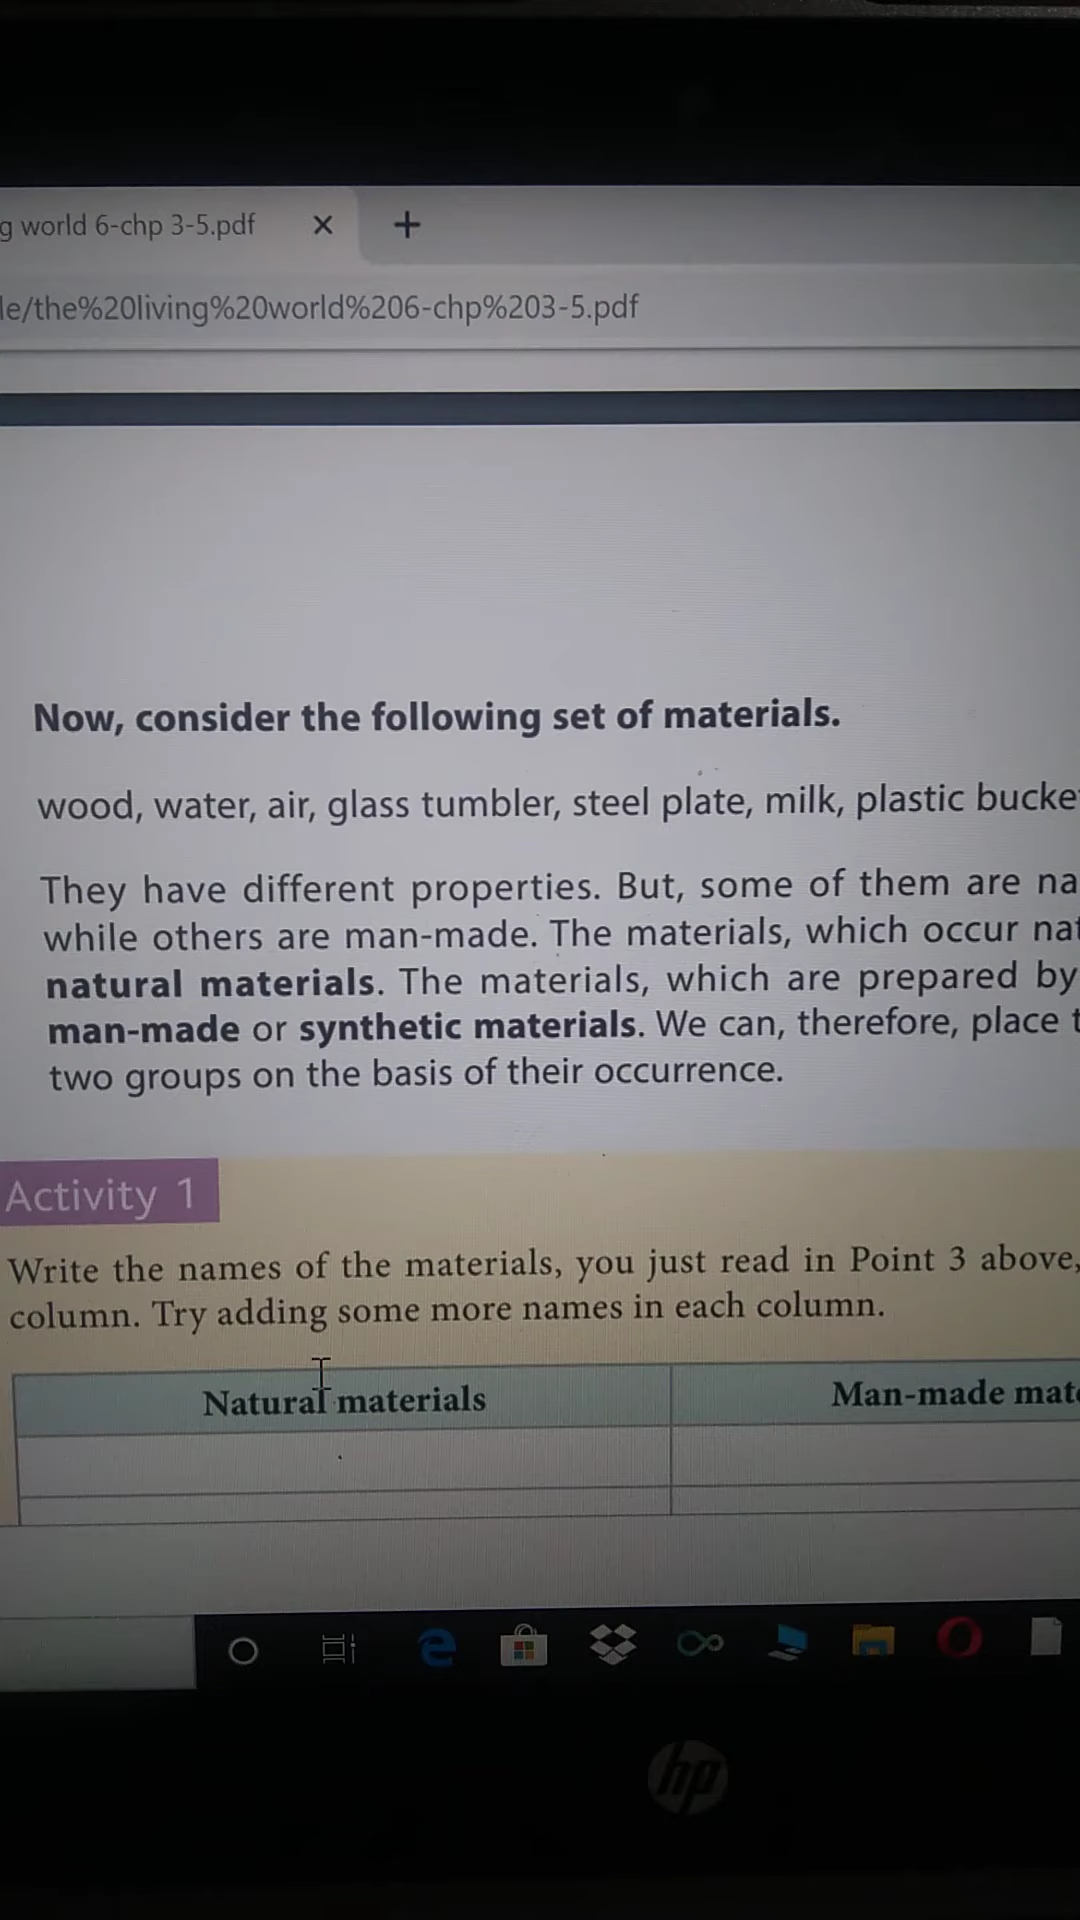 g world 6-chp 3-5.pdf
le/the%20living%20world%206-chp%203-5.pdf
Now, consider the following set of materials.
wood, water, air, glass tumbler, steel plate, milk, plastic bucke
They have different properties. But, some of them are na
while others are man-made. The materials, which occur nat
natural materials. The materials, which are prepared by
man-made or synthetic materials. We can, therefore, place t
two groups on the basis of their occurrence.
Activity 1
Write the names of the materials, you just read in Point 3 above,
column. Try adding some more names in each column.
Natural materials
Man-made mate
hp